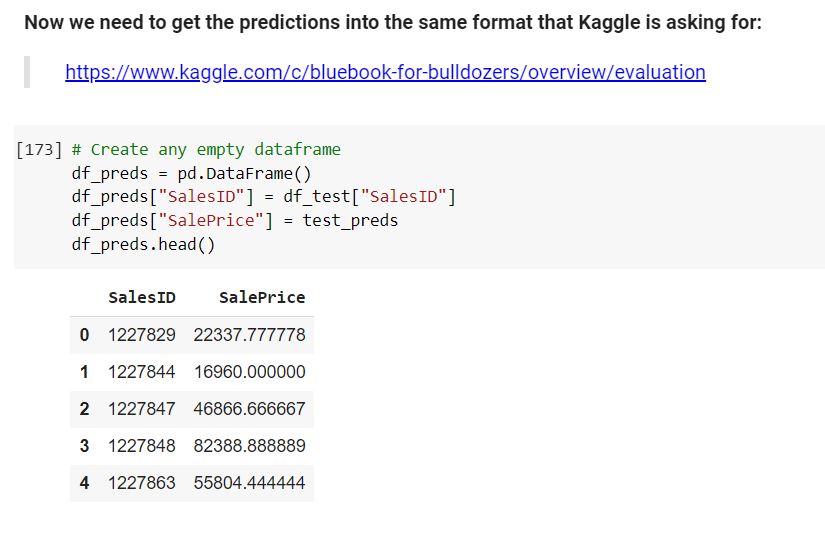 Now we need to get the predictions into the same format that Kaggle is asking for:
https://www.kaggle.com/c/bluebook-for-bulldozers/overview/evaluation
[173] # Create any empty dataframe
df_preds = pd.DataFrame()
df_preds["SalesID"] = df_test["SalesID"]
df_preds["SalePrice"] = test_preds
df_preds.head()
SalesID SalePrice
0 1227829 22337.777778
1 1227844 16960.000000
2 1227847 46866.666667
3 1227848 82388.888889
4 1227863 55804.444444